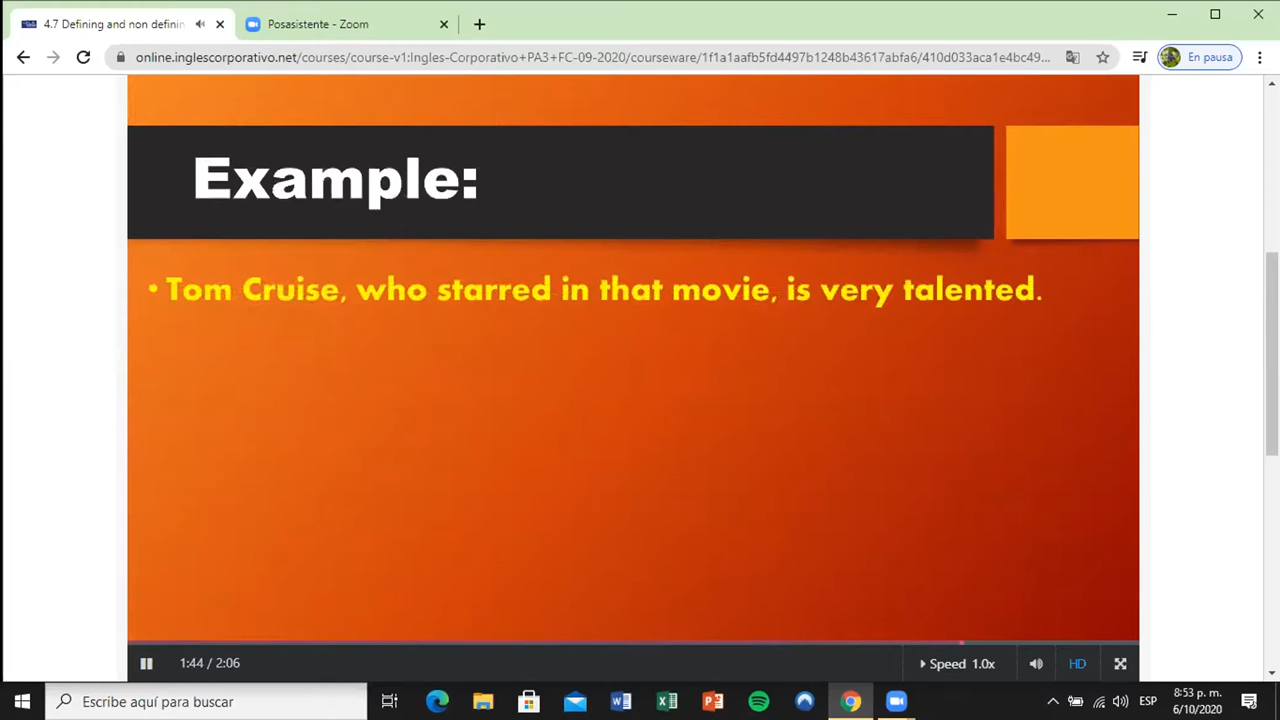 4.7 Defining and non definin
Posasistente - Zoom
online.inglescorporativo.net/courses/course-v1:Ingles-Corporativo+PA3+FC-09-2020/courseware/1f1a1aafb5fd4497b1248b43617abfa6/410d033aca1e4bc49...
En pausa
Example:
• Tom Cruise, who starred in that movie, is very talented.
1:44 / 2:06
Speed 1.0x
HD
Escribe aquí para buscar
ESP
8:53 p. m.
6/10/2020